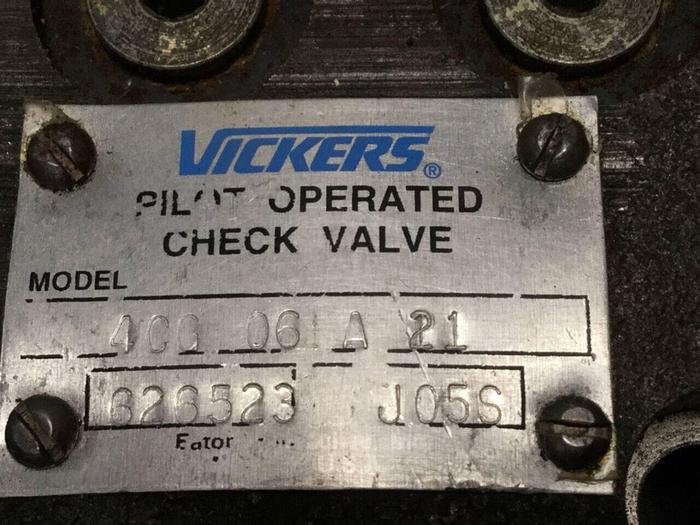 VICKERS®
PILOT OPERATED
CHECK VALVE
MODEL
4CG 06 A 21
626523 J05S
Eaton